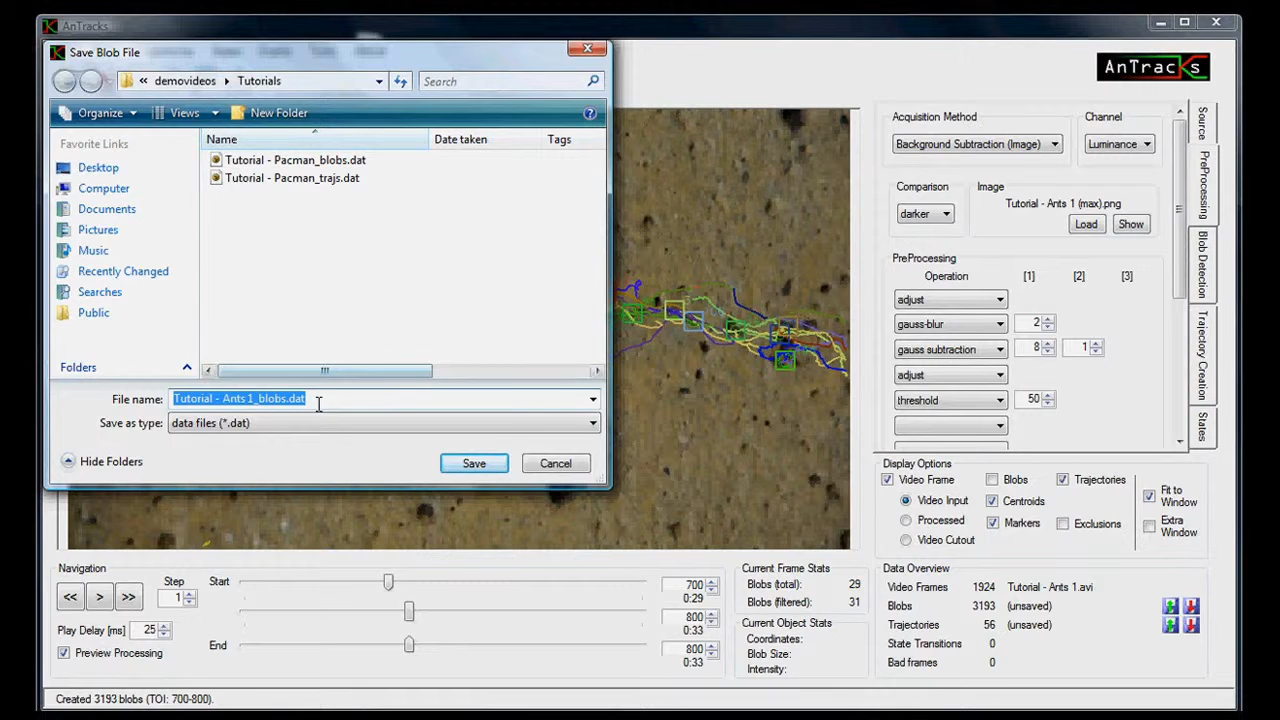 AnTracks
Save Blob File
AnTracKs
« demovideos ▸ Tutorials
Search
Organize
Views
New Folder
Name
Date taken
Tags
Favorite Links
Desktop
Computer
Documents
Pictures
Music
Recently Changed
Searches
Public
Folders
Tutorial - Pacman_blobs.dat
Tutorial - Pacman_trajs.dat
File name:
Tutorial - Ants 1_blobs.dat
Save as type:
data files (*.dat)
Hide Folders
Save
Cancel
Acquisition Method
Channel
Background Subtraction (Image)
Luminance
Comparison
Image
Tutorial - Ants 1 (max).png
darker
Load
Show
PreProcessing
Operation
[1]
[2]
[3]
adjust
gauss-blur
2
gauss subtraction
8
1
adjust
threshold
50
Source
PreProcessing
Blob Detection
Trajectory Creation
States
Display Options
Video Frame
Blobs
Trajectories
Video Input
Centroids
Processed
Markers
Exclusions
Video Cutout
Fit to
Window
Extra
Window
Navigation
<<
>
>>
Step
1
Play Delay [ms]
25
Preview Processing
Start
700
0:29
800
0:33
End
800
0:33
Current Frame Stats
Blobs (total): 29
Blobs (filtered): 31
Current Object Stats
Coordinates:
Blob Size:
Intensity:
Data Overview
Video Frames 1924 Tutorial - Ants 1.avi
Blobs 3193 (unsaved)
Trajectories 56 (unsaved)
State Transitions 0
Bad frames 0
Created 3193 blobs (TOI: 700-800).